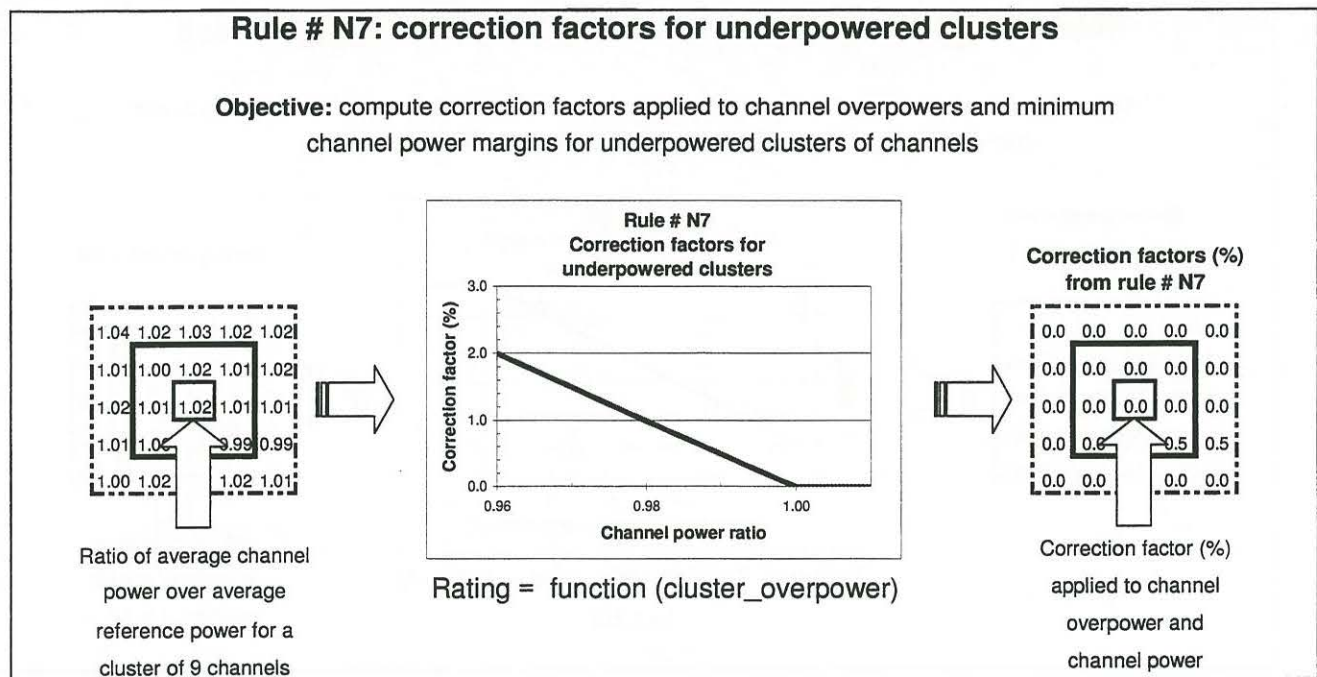 Rule # N7: correction factors for underpowered clusters
Objective: compute correction factors applied to channel overpowers and minimum
channel power margins for underpowered clusters of channels
1.04 1.02 1.03 1.02 1.02
1.01 1.00 1.02 1.01 1.02
1.02 1.01 1.02 1.01 1.01
1.01 0.99
1.00 1.02 1.02 1.01
Ratio of average channel
power over average
reference power for a
cluster of 9 channels
Rule # N7
Correction factors for
underpowered clusters
Correction factor (%)
3.0
2.0
1.0
0.0
0.96 0.98 1.00
Channel power ratio
Rating = function (cluster_overpower)
Correction factors (%)
from rule # N7
0.0 0.0 0.0 0.0 0.0
0.0 0.0 0.0 0.0 0.0
0.0 0.0 0.0 0.0 0.0
0.0 0.5 0.5
0.0 0.0 0.0 0.0
Correction factor (%)
applied to channel
overpower and
channel power